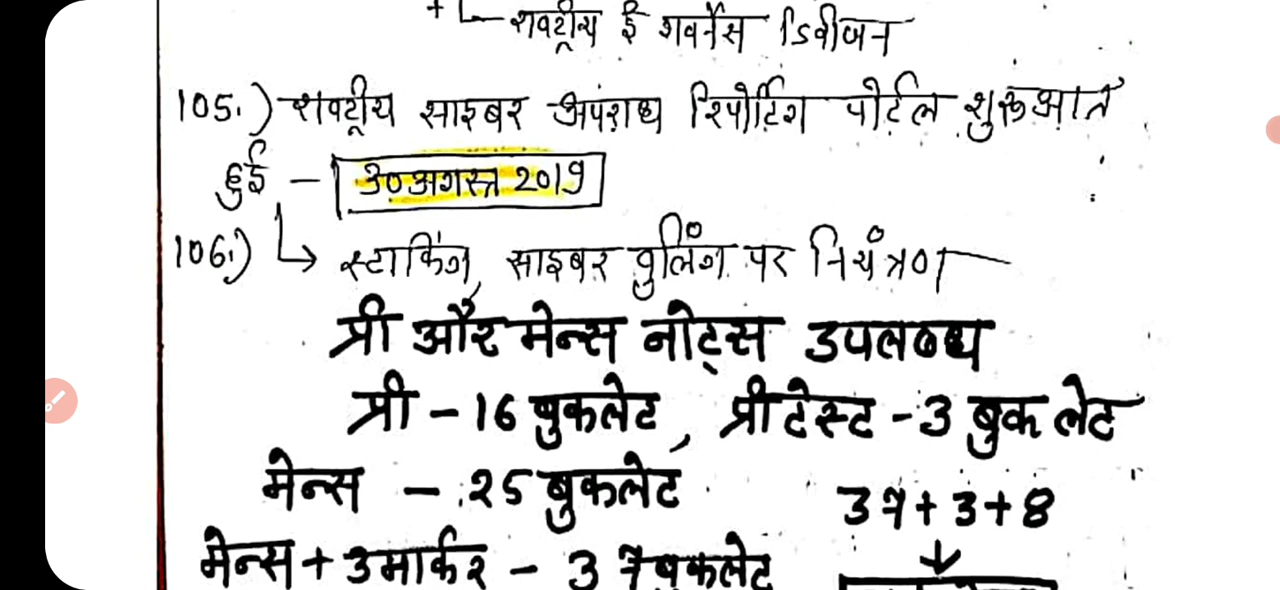 + राष्ट्रीय ई गवर्नेंस डिवीजन
105.) राष्ट्रीय साइबर अपराध रिपोर्टिंग पोर्टल शुरूआत
हुई – 30 अगस्त 2019
106.) ↳ स्टाकिंग, साइबर बुलिंग पर नियंत्रण
प्री और मेन्स नोट्स उपलब्ध
प्री – 16 बुकलेट, प्रीटेस्ट – 3 बुकलेट
मेन्स – 25 बुकलेट
37+3+8
मेन्स + 3मार्कर – 37 बुकलेट